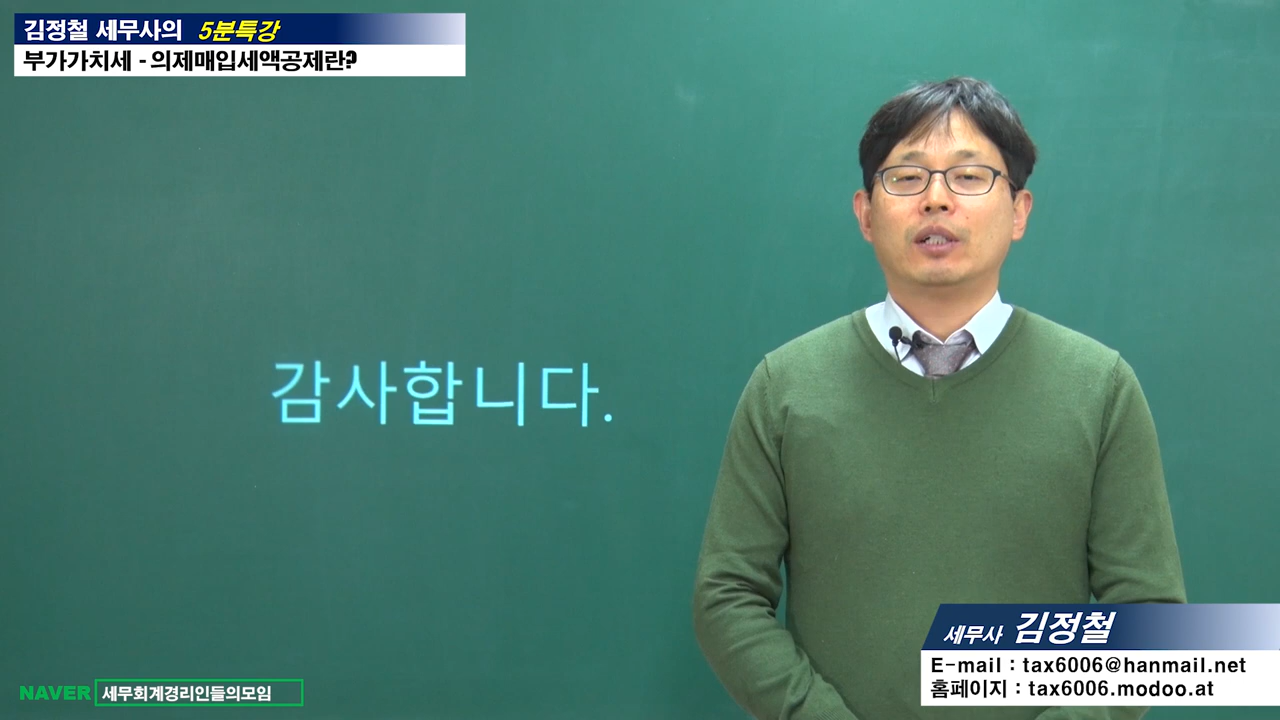 김정철 세무사의 5분특강
부가가치세 - 의제매입세액공제란?
감사합니다.
세무사 김정철
E-mail : tax6006@hanmail.net
홈페이지 : tax6006.modoo.at
NAVER 세무회계경리인들의모임